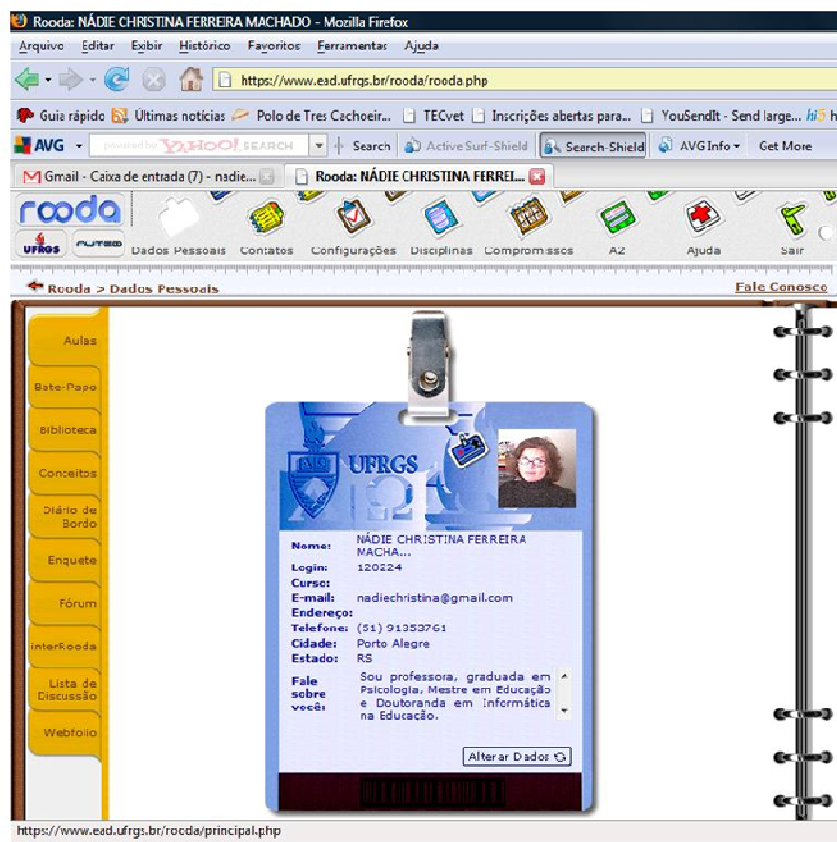 Rooda: NÁDIE CHRISTINA FERREIRA MACHADO - Mozilla Firefox
Arquivo Editar Exibir Histórico Favoritos Ferramentas Ajuda
https://www.ead.ufrgs.br/rooda/rooda.php
Guia rápido Últimas notícias Polo de Tres Cachoeir... TECvet Inscrições abertas para... YouSendIt - Send large... hi5 h
AVG powered by YAHOO! SEARCH Search Active Surf-Shield Search-Shield AVG Info Get More
Gmail - Caixa de entrada (7) - nadie... Rooda: NÁDIE CHRISTINA FERREI...
rooda
UFRGS NUTED Dados Pessoais Contatos Configurações Disciplinas Compromissos A2 Ajuda Sair
Rooda > Dados Pessoais Fale Conosco
Aulas
Bate-Papo
Biblioteca
Conceitos
Diário de
Bordo
Enquete
Fórum
interRooda
Lista de
Discussão
Webfolio
UFRGS
Nome: NÁDIE CHRISTINA FERREIRA
MACHA...
Login: 120224
Curso:
E-mail: nadiechristina@gmail.com
Endereço:
Telefone: (51) 91353761
Cidade: Porto Alegre
Estado: RS
Fale sobre você: Sou professora, graduada em
Psicologia, Mestre em Educação
e Doutoranda em Informática
na Educação.
Alterar Dados
https://www.ead.ufrgs.br/rooda/principal.php